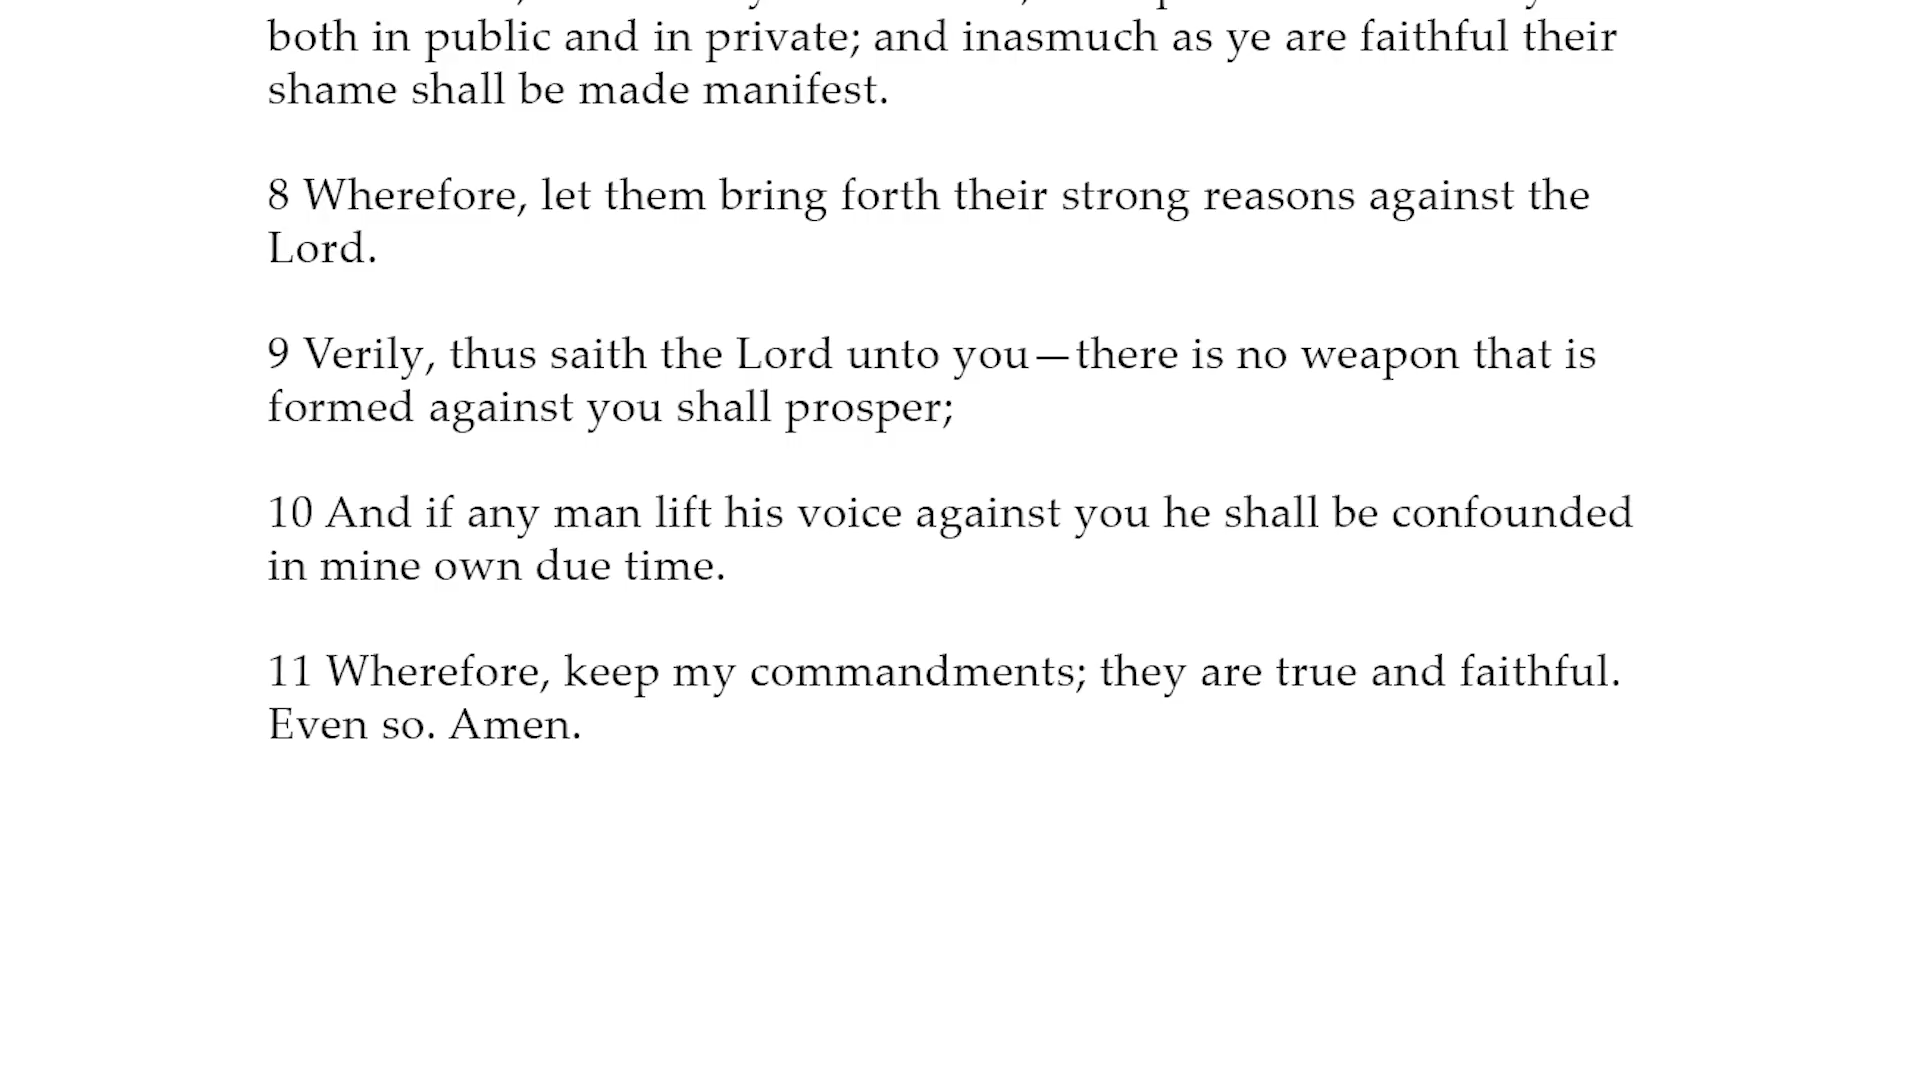 both in public and in private; and inasmuch as ye are faithful their
shame shall be made manifest.
8 Wherefore, let them bring forth their strong reasons against the
Lord.
9 Verily, thus saith the Lord unto you—there is no weapon that is
formed against you shall prosper;
10 And if any man lift his voice against you he shall be confounded
in mine own due time.
11 Wherefore, keep my commandments; they are true and faithful.
Even so. Amen.